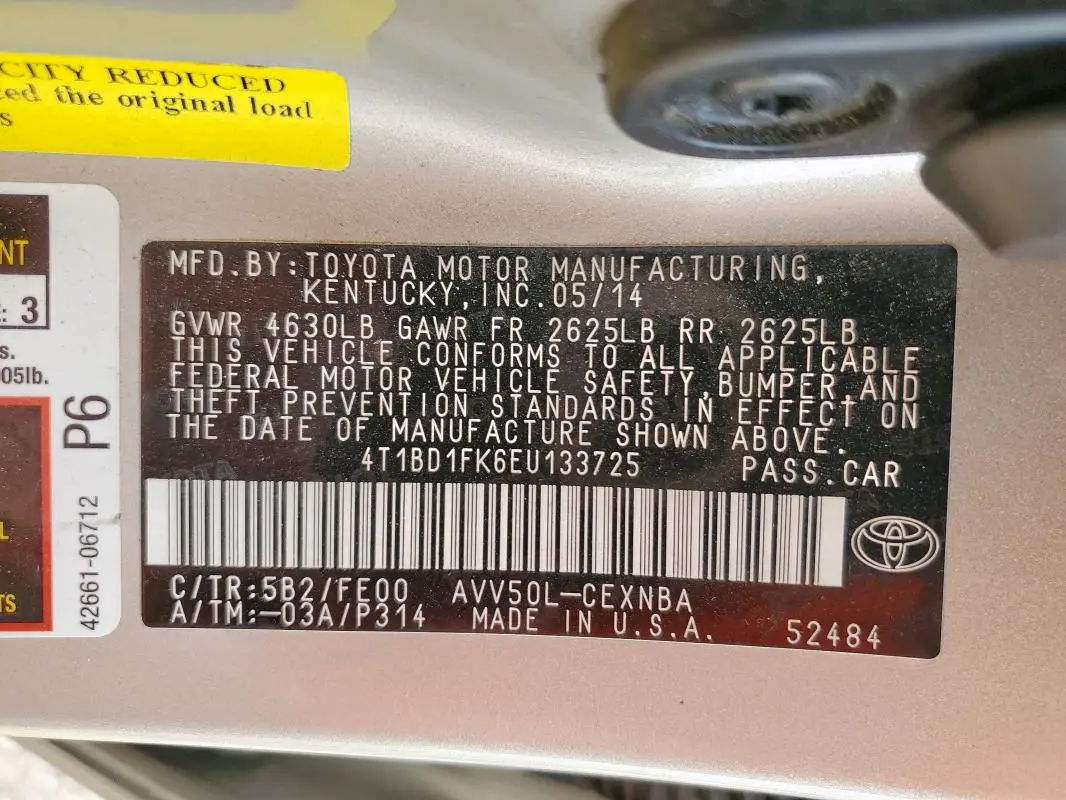 CITY REDUCED
the original load
NT
3
05lb.
P6
42661-06712
L
TS
MFD.BY:TOYOTA MOTOR MANUFACTURING,
KENTUCKY,INC.05/14
GVWR 4630LB GAWR FR 2625LB RR 2625LB
THIS VEHICLE CONFORMS TO ALL APPLICABLE
FEDERAL MOTOR VEHICLE SAFETY,BUMPER,AND
THEFT PREVENTION STANDARDS IN EFFECT ON
THE DATE OF MANUFACTURE SHOWN ABOVE.
4T1BD1FK6EU133725 PASS.CAR
C/TR:5B2/FE00 AVV50L-CEXNBA
A/TM:-03A/P314 MADE IN U.S.A. 52484